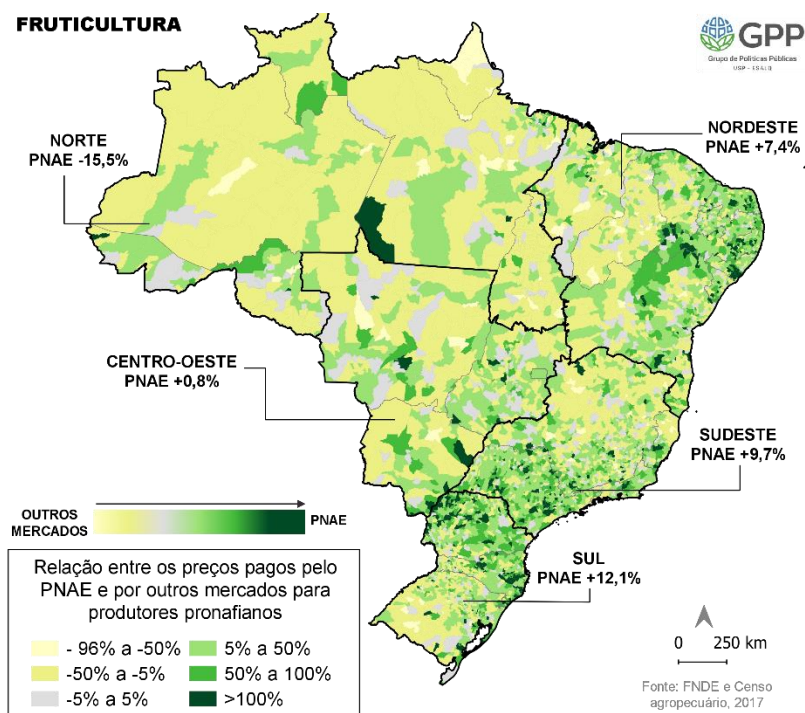 FRUTICULTURA
GPP
Grupo de Políticas Públicas
USP - ESALQ
NORTE
PNAE -15,5%
NORDESTE
PNAE +7,4%
CENTRO-OESTE
PNAE +0,8%
SUDESTE
PNAE +9,7%
SUL
PNAE +12,1%
OUTROS
MERCADOS
PNAE
Relação entre os preços pagos pelo
PNAE e por outros mercados para
produtores pronafianos
- 96% a -50%
-50% a -5%
-5% a 5%
5% a 50%
50% a 100%
>100%
0 250 km
Fonte: FNDE e Censo
agropecuário, 2017